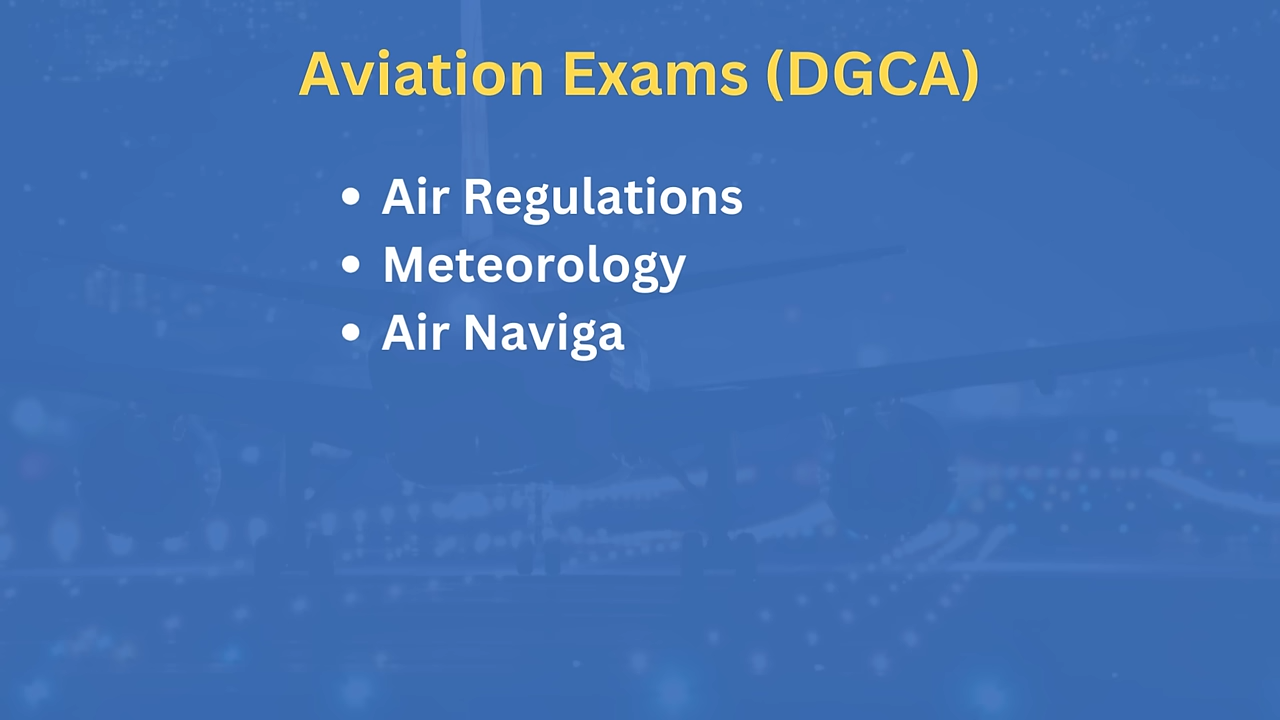 Aviation Exams (DGCA)
• Air Regulations
• Meteorology
• Air Naviga